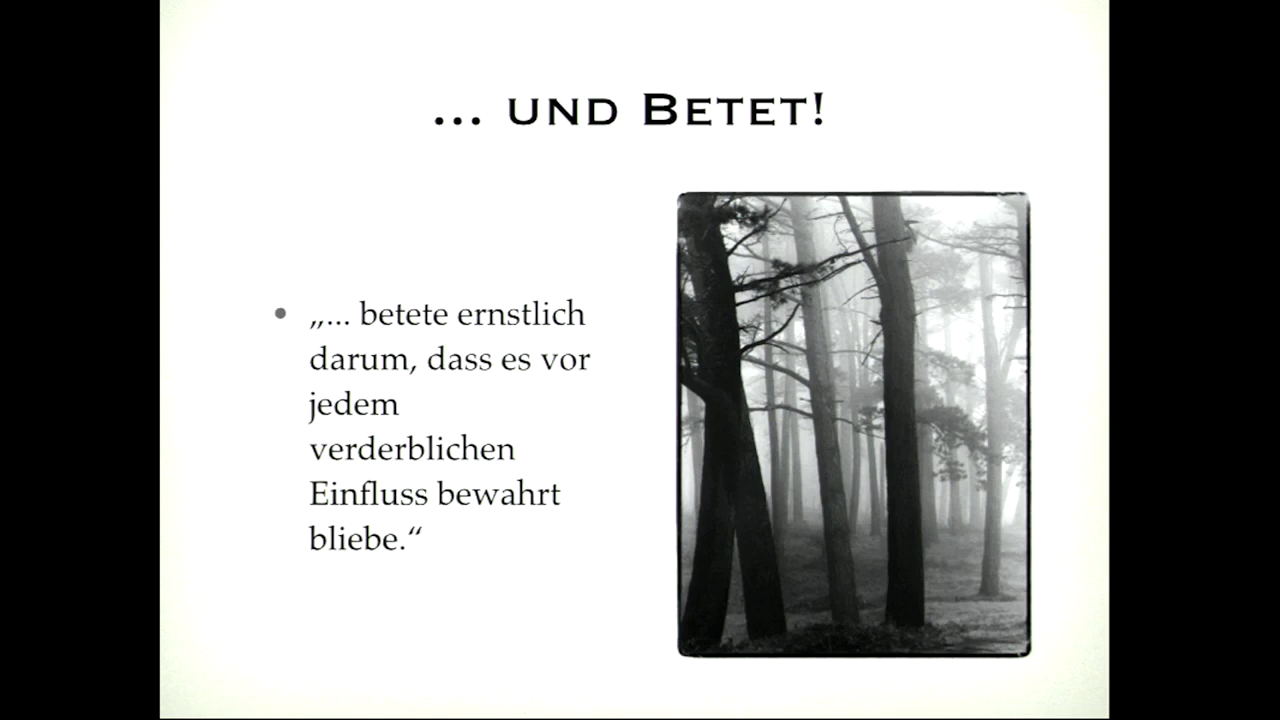 ... und Betet!
• „... betete ernstlich
darum, dass es vor
jedem
verderblichen
Einfluss bewahrt
bliebe.“